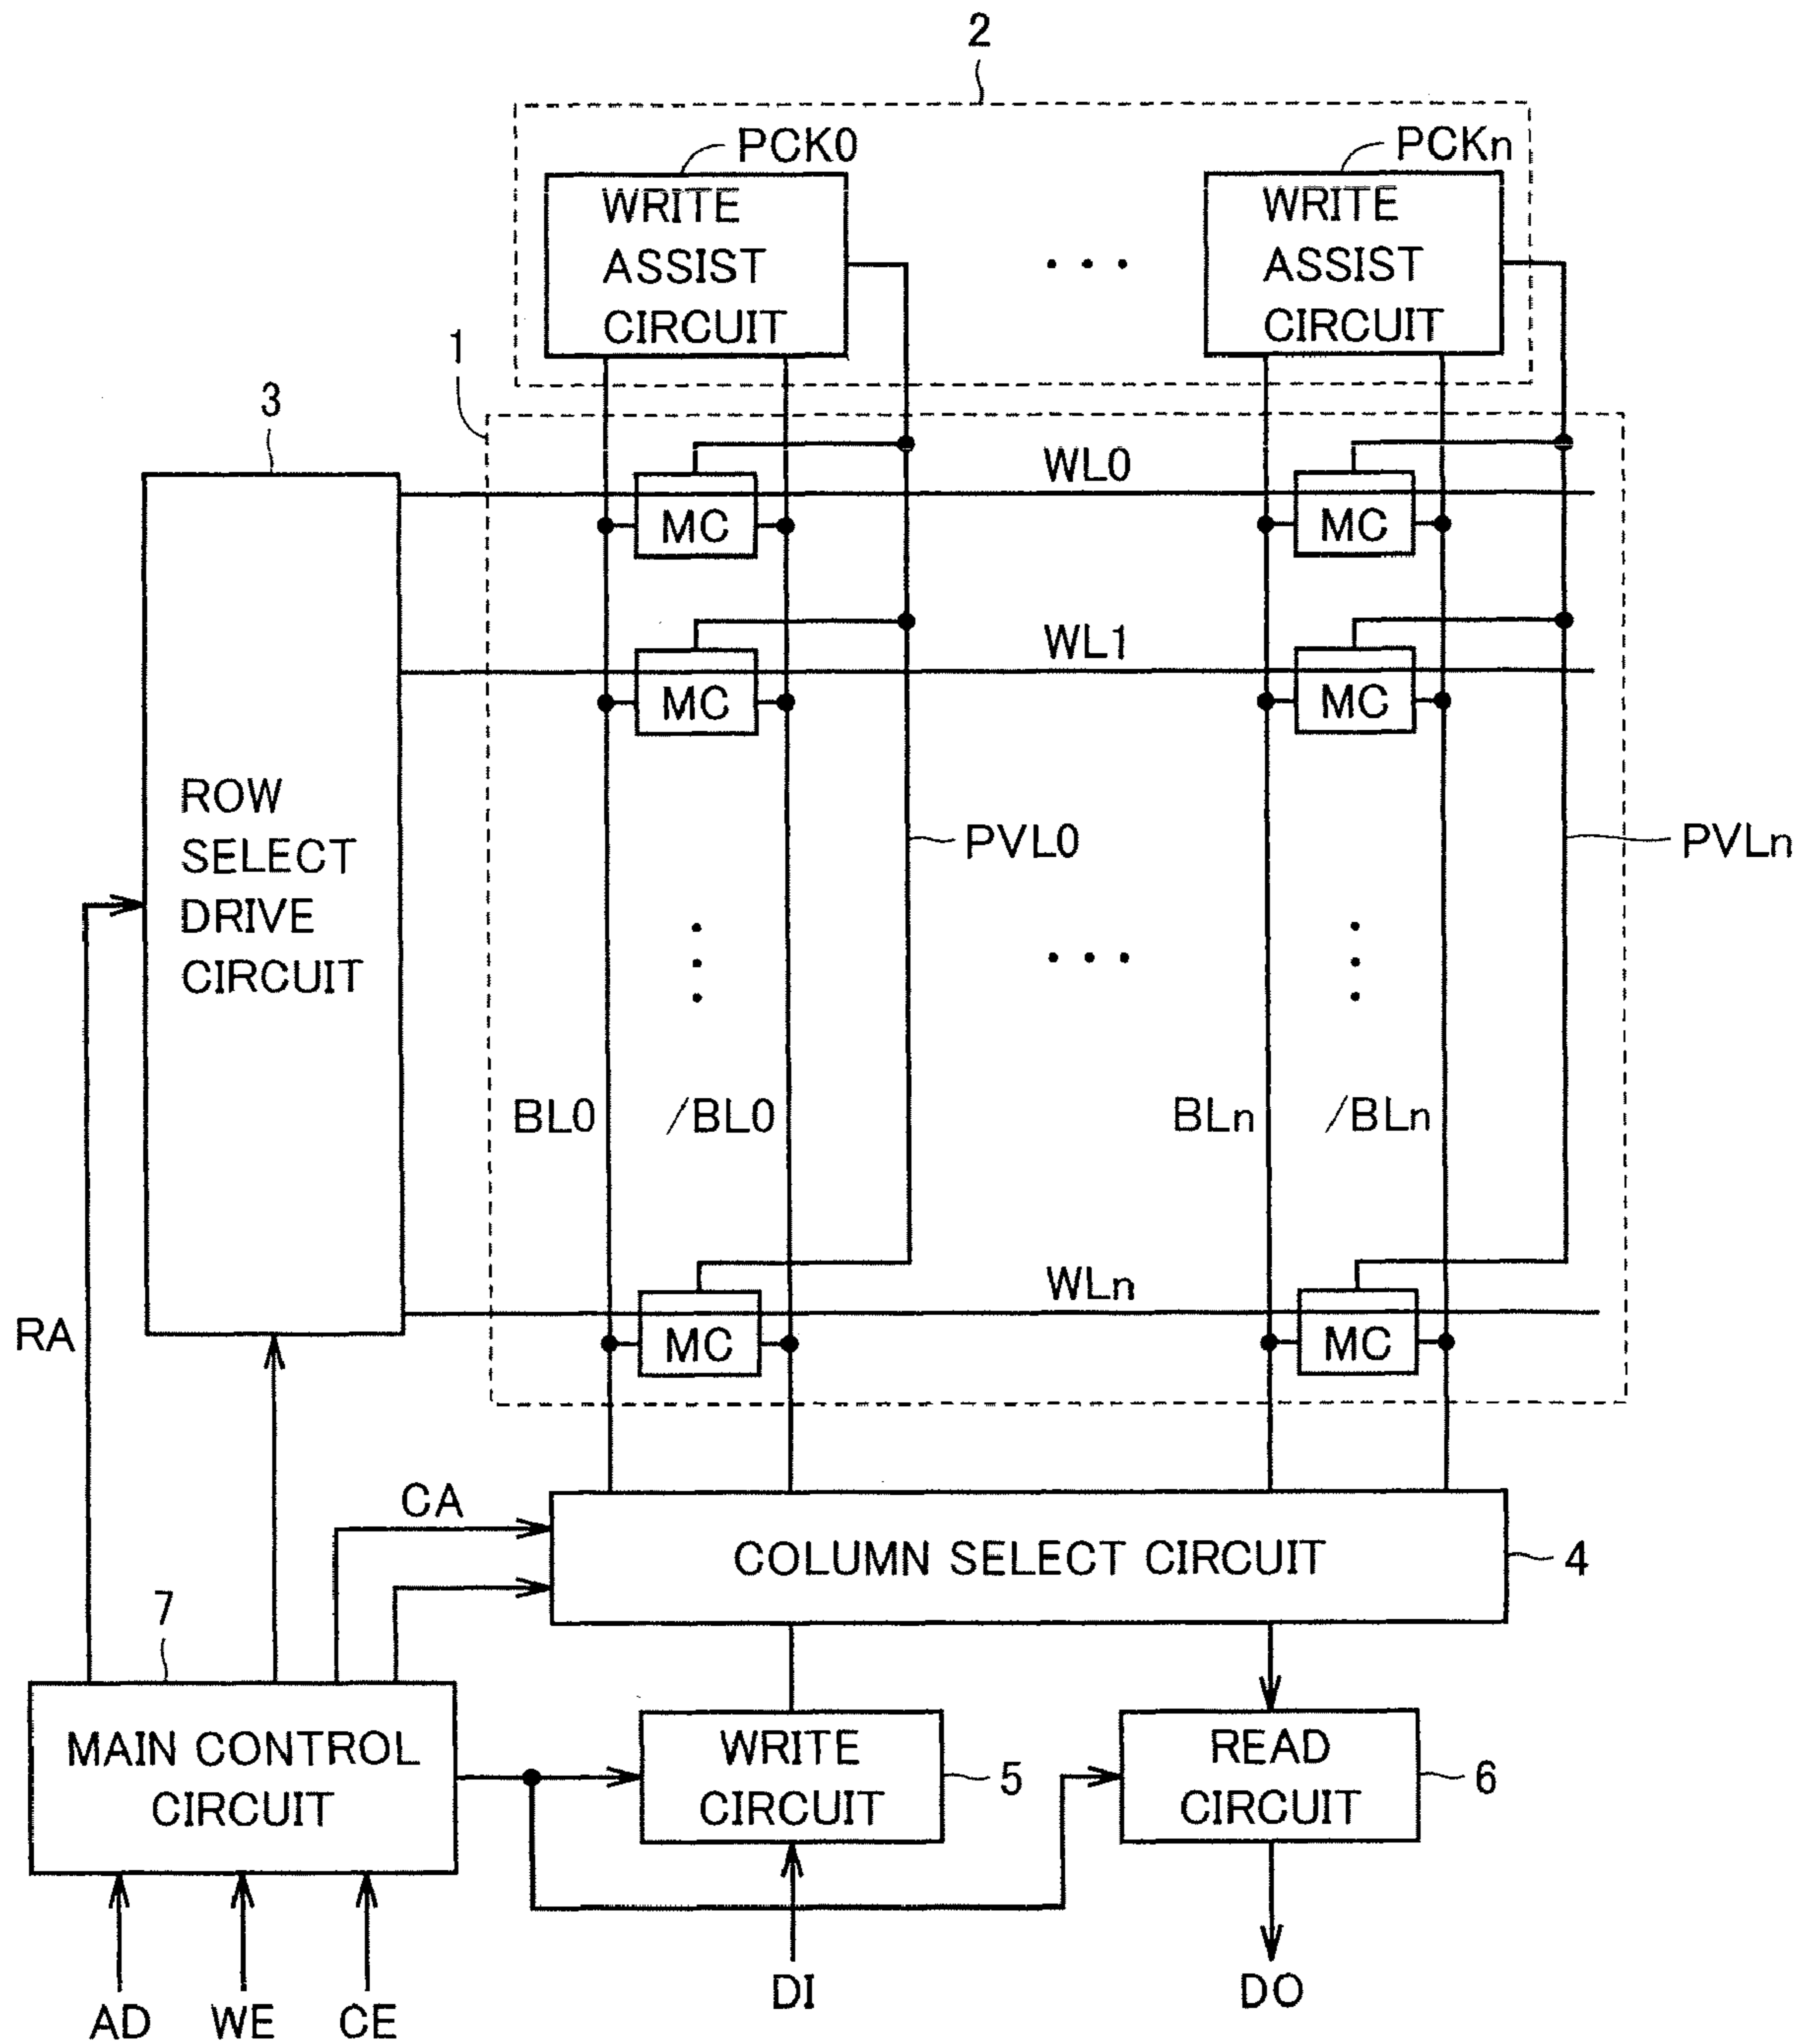 2
PCK0
PCKn
WRITE
ASSIST
CIRCUIT
• • •
WRITE
ASSIST
CIRCUIT
1
3
WL0
MC
MC
WL1
MC
MC
ROW
SELECT
DRIVE
CIRCUIT
PVL0
PVLn
BL0
/BL0
BLn
/BLn
WLn
MC
MC
RA
CA
COLUMN SELECT CIRCUIT
4
7
MAIN CONTROL
CIRCUIT
WRITE
CIRCUIT
5
READ
CIRCUIT
6
AD
WE
CE
DI
DO